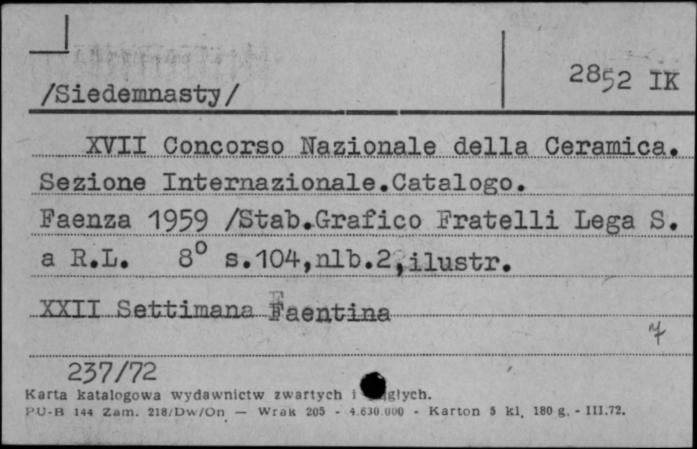 2852 IK
/Siedemnasty/
XVII Concorso Nazionale della Ceramica.
Sezione Internazionale.Catalogo.
Faenza 1959 /Stab.Grafico Fratelli Lega S.
a R.L. 8° s.104,nlb.2,ilustr.
XXII Settimana Faentina
237/72
Karta katalogowa wydawnictw zwartych i
PU-B 144 Zam. 218/Dw/On — Wrak 205 - 4.630.000 - Karton 5 kl. 180 g. - III.72.